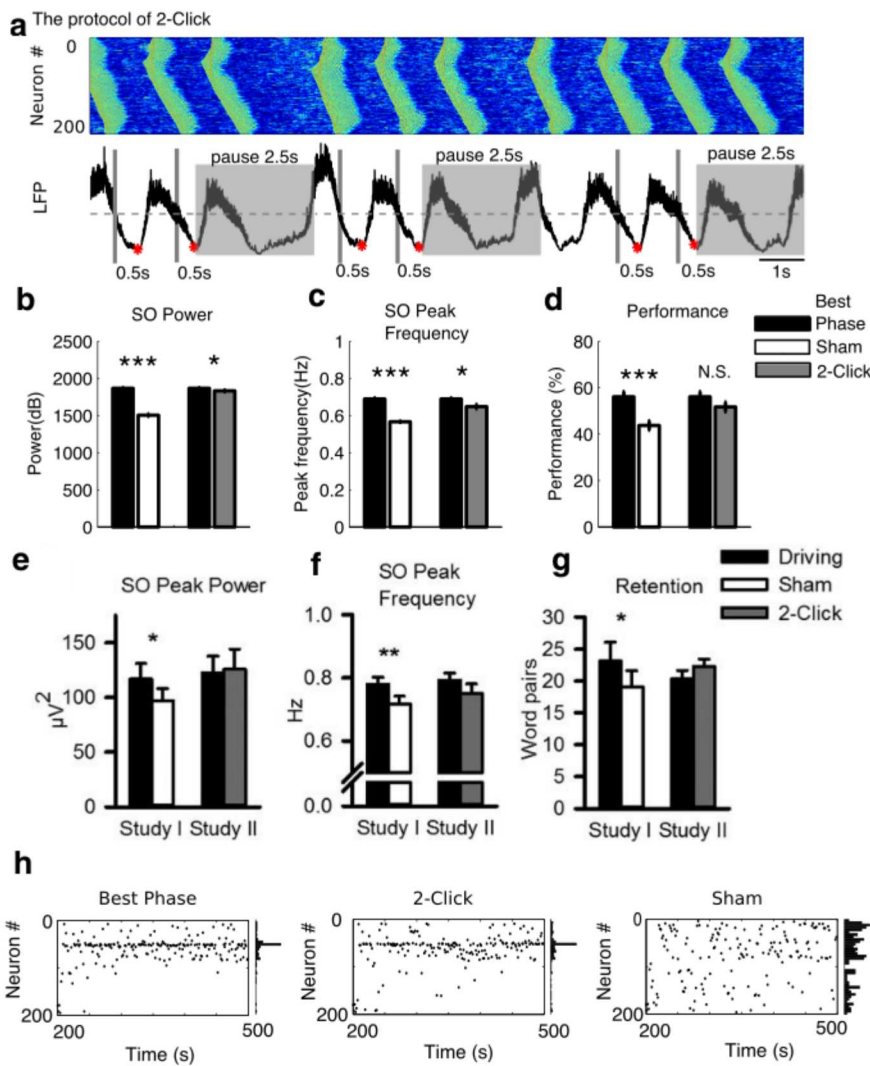 a The protocol of 2-Click
Neuron #
0
200
LFP
pause 2.5s pause 2.5s pause 2.5s
0.5s 0.5s 0.5s 0.5s 0.5s 0.5s
1s
b
SO Power
Power(dB)
2500
2000
1500
1000
500
0
*** *
c
SO Peak
Frequency
Peak frequency(Hz)
1
0.8
0.6
0.4
0.2
0
*** *
d
Performance
Performance (%)
80
60
40
20
0
*** N.S.
Best
Phase
Sham
2-Click
e
SO Peak Power
µV2
150
100
50
0
*
Study I Study II
f
SO Peak
Frequency
Hz
1.0
0.8
0.6
0.0
**
Study I Study II
g
Retention
Word pairs
30
25
20
15
10
5
0
*
Study I Study II
Driving
Sham
2-Click
h
Best Phase
Neuron #
0
200
200 500
Time (s)
2-Click
Neuron #
0
200
200 500
Time (s)
Sham
Neuron #
0
200
200 500
Time (s)